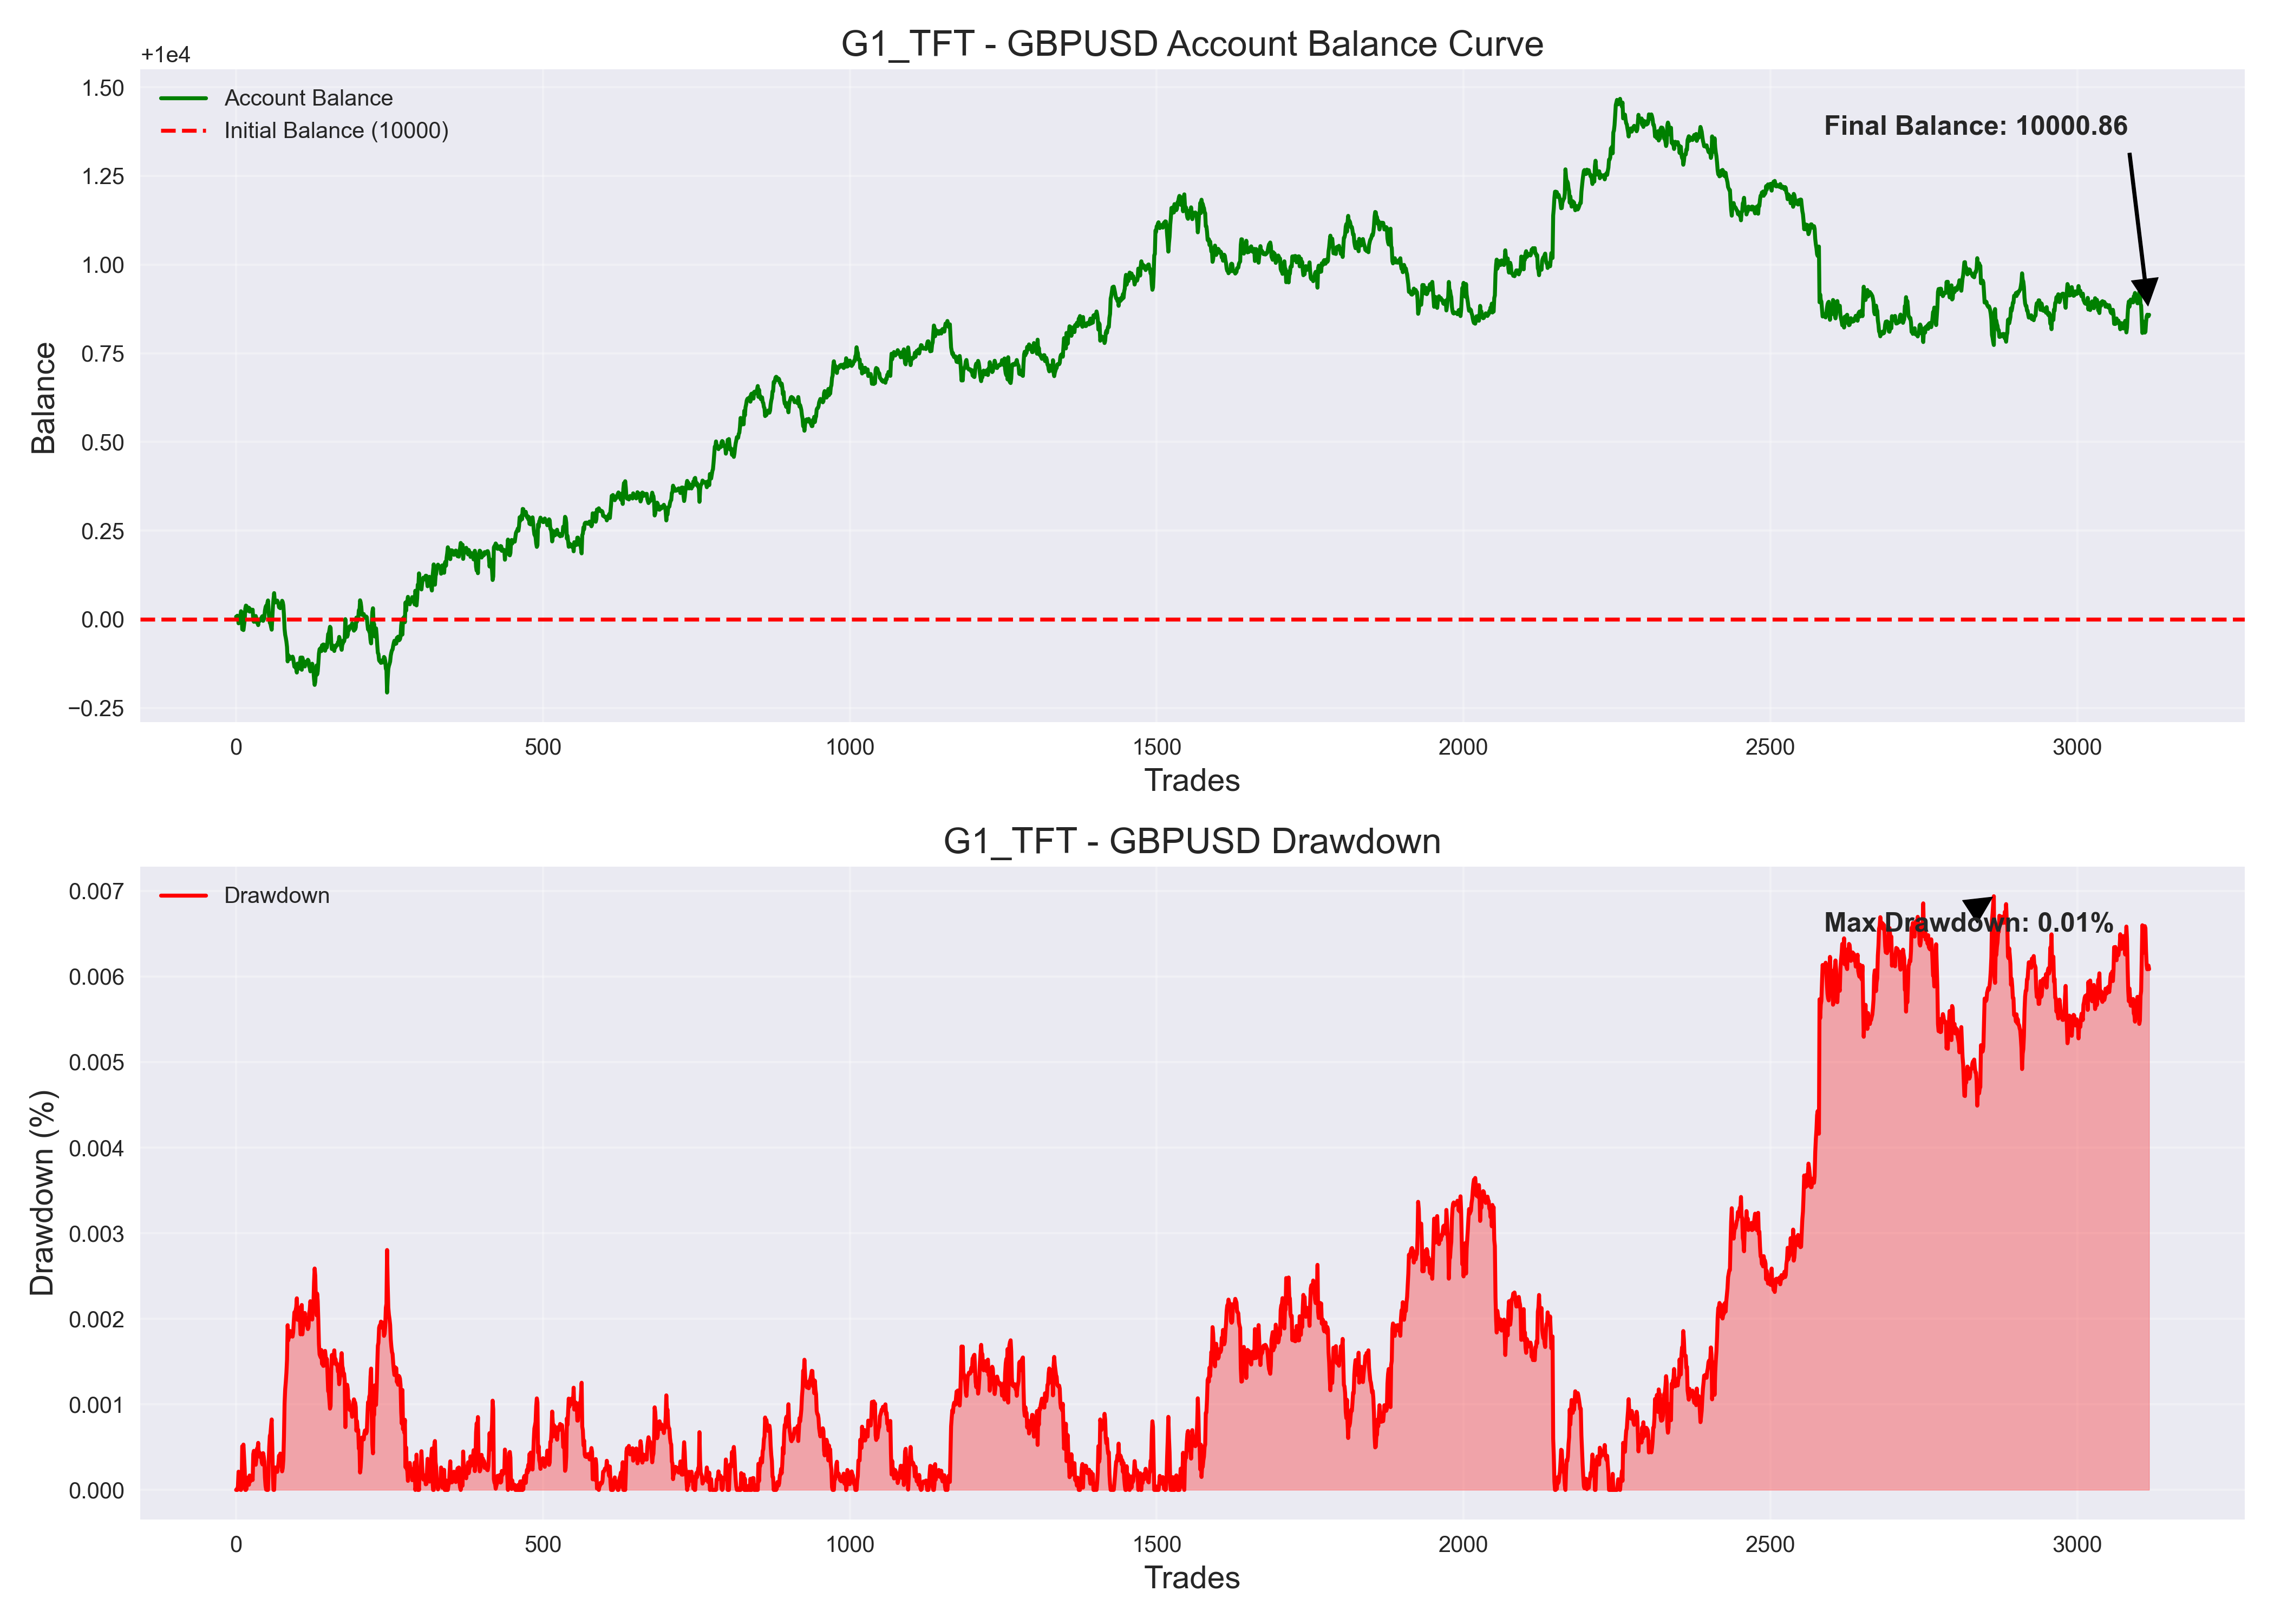 G1_TFT - GBPUSD Account Balance Curve
+1e4
1.50
1.25
1.00
0.75
0.50
0.25
0.00
−0.25
Balance
Account Balance
Initial Balance (10000)
Final Balance: 10000.86
0 500 1000 1500 2000 2500 3000
Trades
G1_TFT - GBPUSD Drawdown
0.007
0.006
0.005
0.004
0.003
0.002
0.001
0.000
Drawdown (%)
Drawdown
Max Drawdown: 0.01%
0 500 1000 1500 2000 2500 3000
Trades